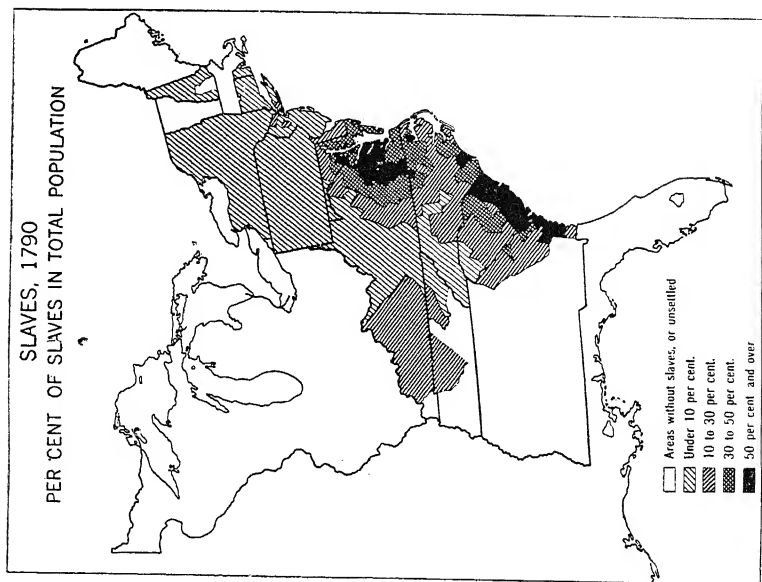 SLAVES, 1790
PER CENT OF SLAVES IN TOTAL POPULATION
Areas without slaves, or unsettled
Under 10 per cent.
10 to 30 per cent.
30 to 50 per cent.
50 per cent and over